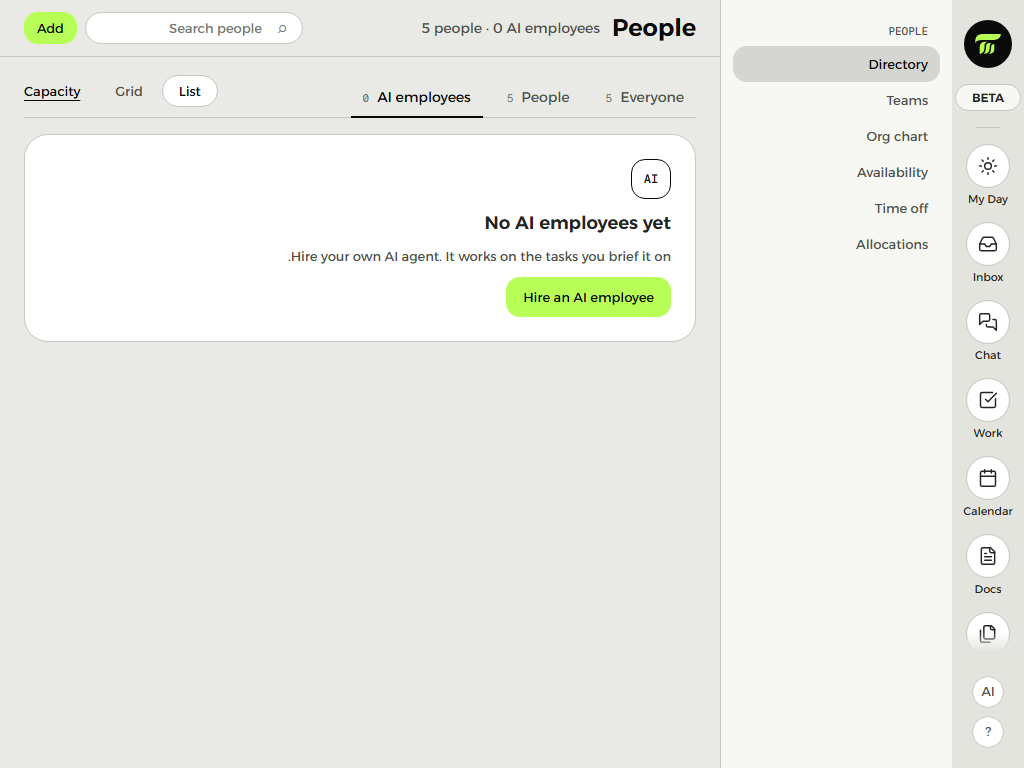 People
5 people · 0 AI employees
Search people
Add
Everyone 5
People 5
AI employees 0
List
Grid
Capacity
AI
No AI employees yet
Hire your own AI agent. It works on the tasks you brief it on.
Hire an AI employee
PEOPLE
Directory
Teams
Org chart
Availability
Time off
Allocations
BETA
My Day
Inbox
Chat
Work
Calendar
Docs
AI
?